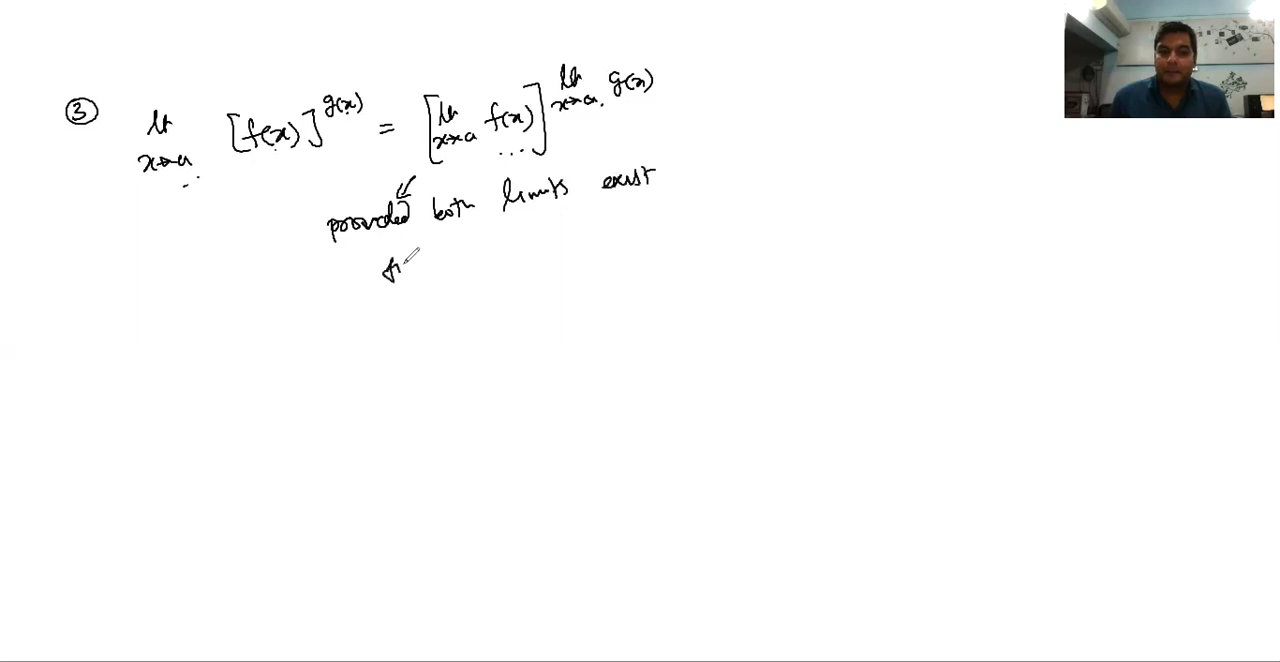 ③ lt x→a [f(x)]^g(x) = [lt x→a f(x)]^lt x→a g(x)
provided both limits exist